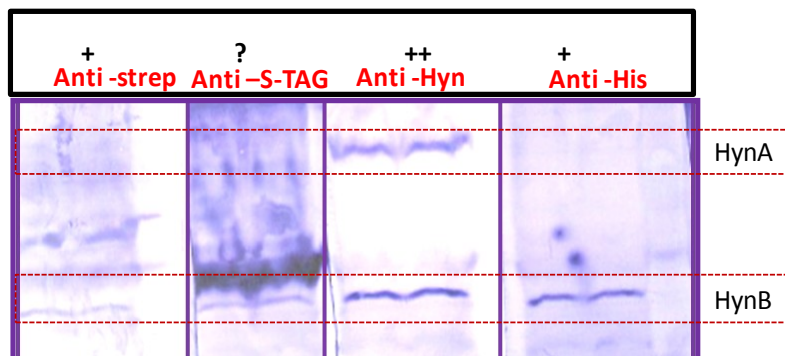 + ? ++ +
Anti -strep Anti –S-TAG Anti -Hyn Anti -His
HynA
HynB